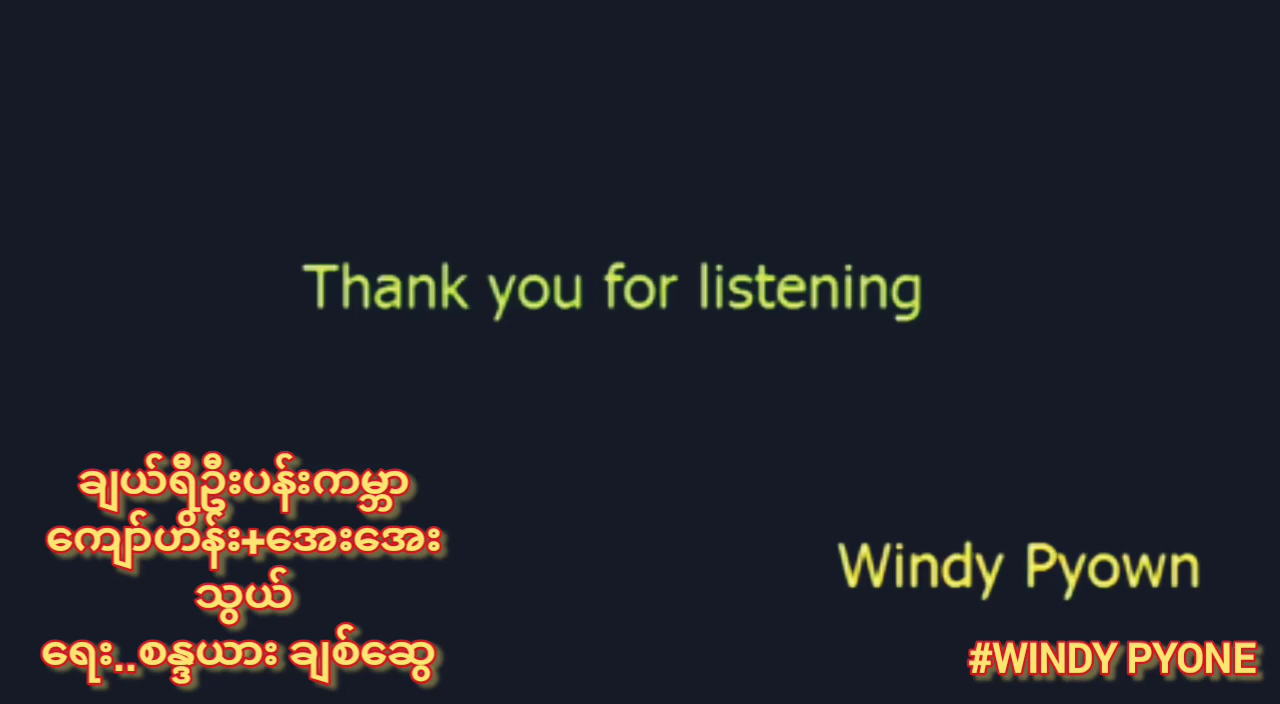 Thank you for listening
ချယ်ရီဦးပန်းကမ္ဘာ
ကျော်ဟိန်း+အေးအေး
သွယ်
ရေး..စန္ဒယား ချစ်ဆွေ
Windy Pyown
#WINDY PYONE